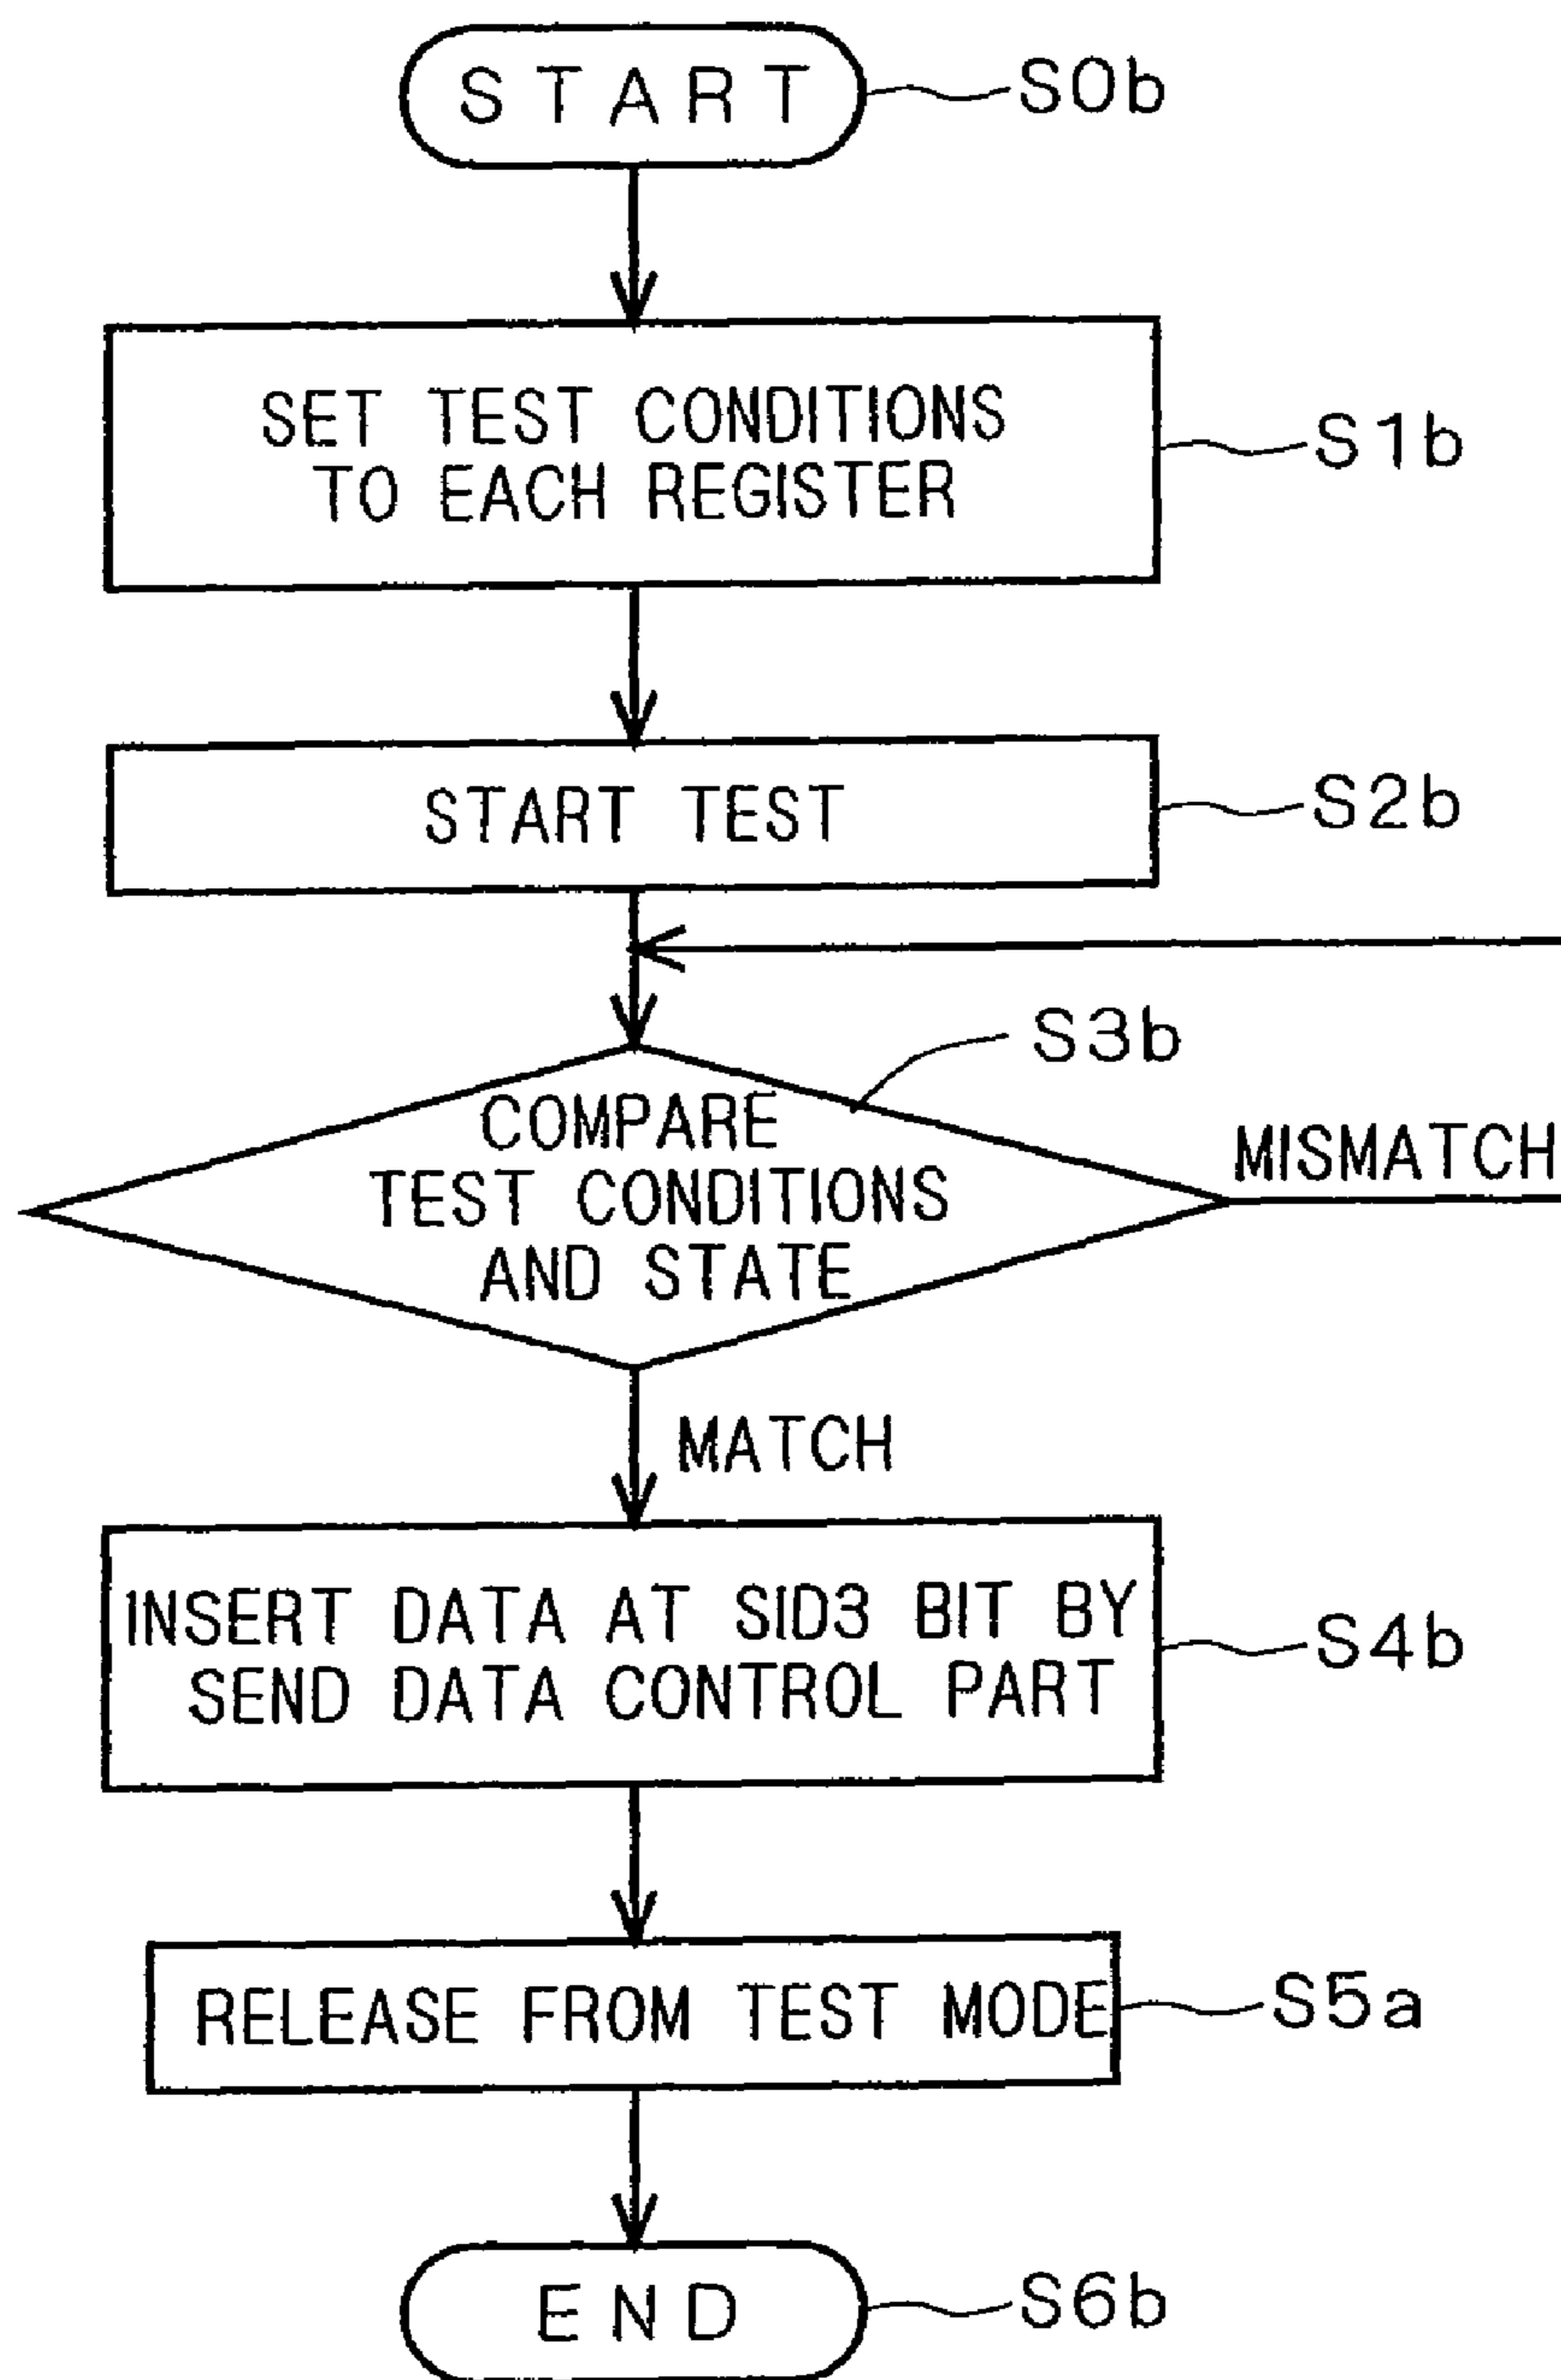 START
S0b
SET TEST CONDITIONS
TO EACH REGISTER
S1b
START TEST
S2b
S3b
COMPARE
TEST CONDITIONS
AND STATE
MISMATCH
MATCH
INSERT DATA AT SID3 BIT BY
SEND DATA CONTROL PART
S4b
RELEASE FROM TEST MODE
S5a
END
S6b